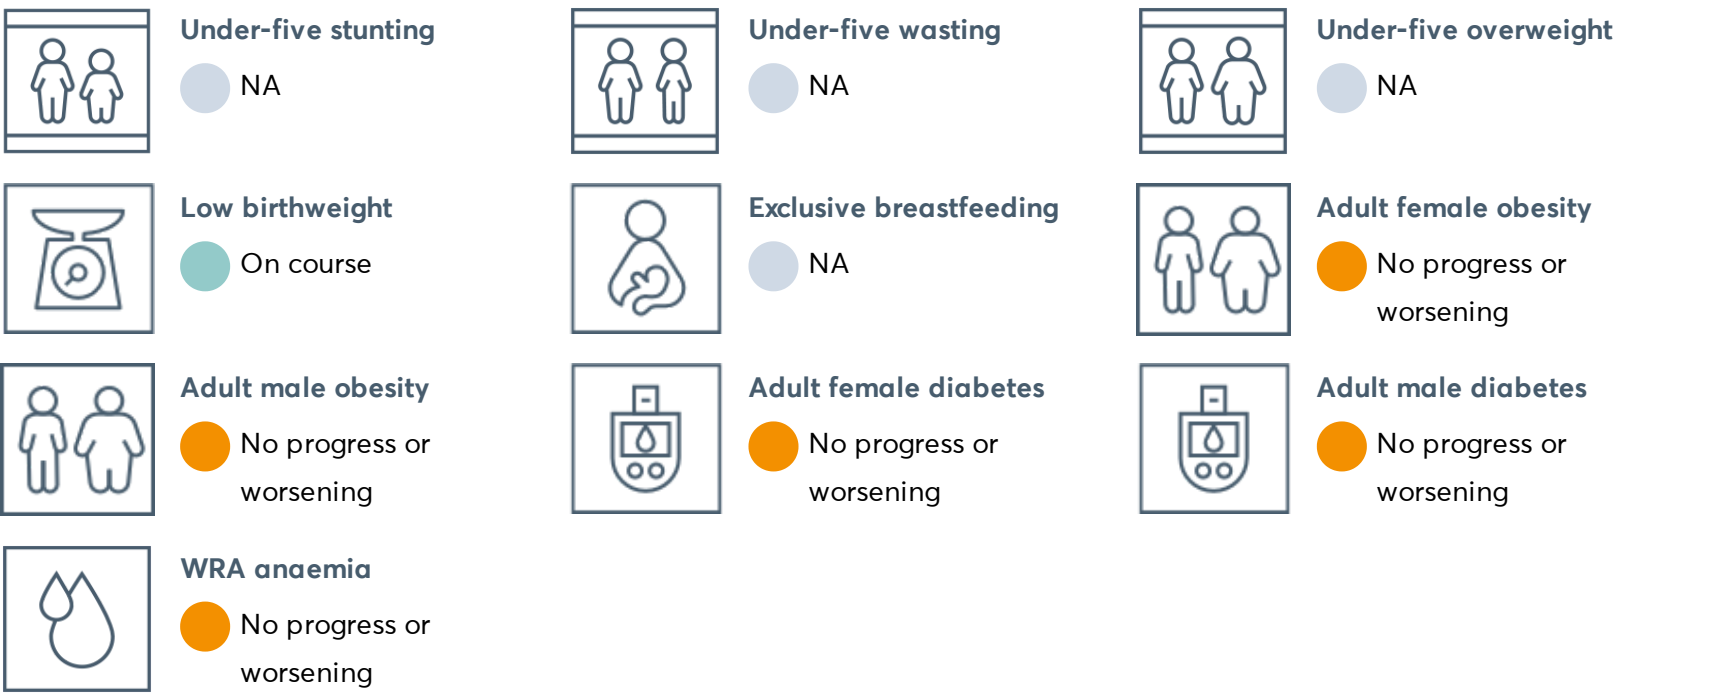 Under-five stunting
NA
Under-five wasting
NA
Under-five overweight
NA
Low birthweight
On course
Exclusive breastfeeding
NA
Adult female obesity
No progress or
worsening
Adult male obesity
No progress or
worsening
Adult female diabetes
No progress or
worsening
Adult male diabetes
No progress or
worsening
WRA anaemia
No progress or
worsening